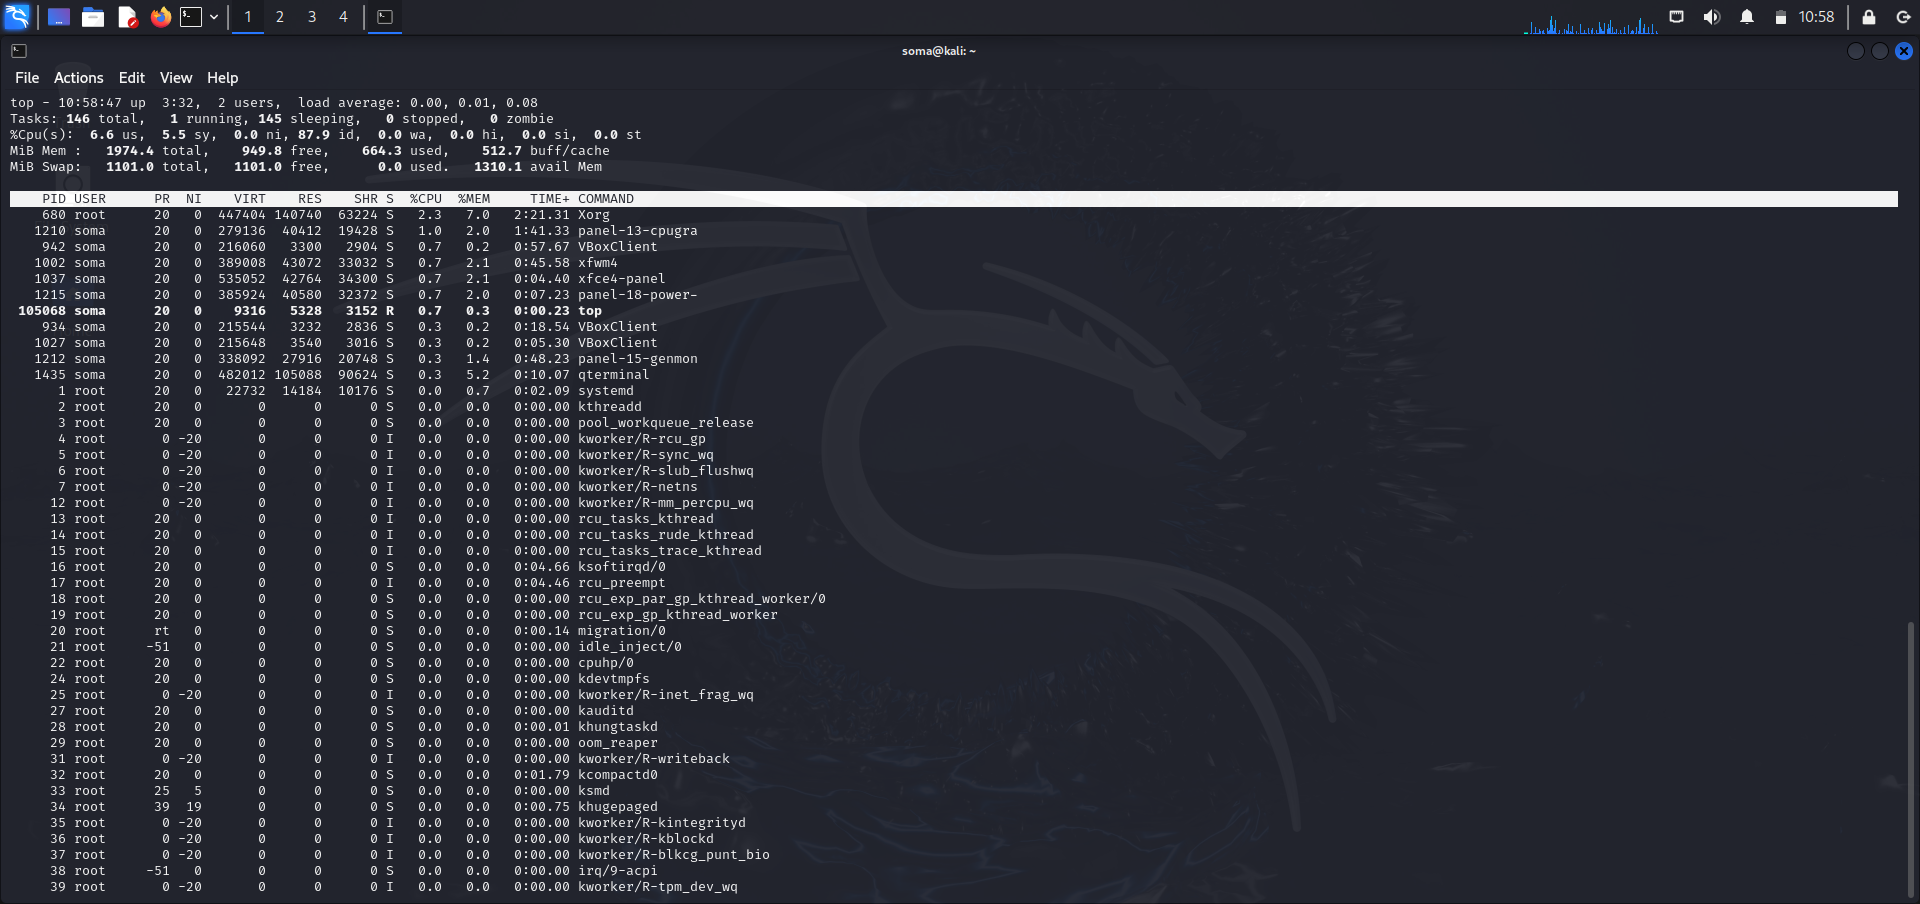 1 2 3 4 10:58
soma@kali: ~
File Actions Edit View Help
top - 10:58:47 up  3:32,  2 users,  load average: 0.00, 0.01, 0.08
Tasks: 146 total,   1 running, 145 sleeping,   0 stopped,   0 zombie
%Cpu(s):  6.6 us,  5.5 sy,  0.0 ni, 87.9 id,  0.0 wa,  0.0 hi,  0.0 si,  0.0 st
MiB Mem :   1974.4 total,    949.8 free,    664.3 used,    512.7 buff/cache
MiB Swap:   1101.0 total,   1101.0 free,      0.0 used.   1310.1 avail Mem
PID USER PR NI VIRT RES SHR S %CPU %MEM TIME+ COMMAND
680 root 20 0 447404 140740 63224 S 2.3 7.0 2:21.31 Xorg
1210 soma 20 0 279136 40412 19428 S 1.0 2.0 1:41.33 panel-13-cpugra
942 soma 20 0 216060 3300 2904 S 0.7 0.2 0:57.67 VBoxClient
1002 soma 20 0 389008 43072 33032 S 0.7 2.1 0:45.58 xfwm4
1037 soma 20 0 535052 42764 34300 S 0.7 2.1 0:04.40 xfce4-panel
1215 soma 20 0 385924 40580 32372 S 0.7 2.0 0:07.23 panel-18-power-
105068 soma 20 0 9316 5328 3152 R 0.7 0.3 0:00.23 top
934 soma 20 0 215544 3232 2836 S 0.3 0.2 0:18.54 VBoxClient
1027 soma 20 0 215648 3540 3016 S 0.3 0.2 0:05.30 VBoxClient
1212 soma 20 0 338092 27916 20748 S 0.3 1.4 0:48.23 panel-15-genmon
1435 soma 20 0 482012 105088 90624 S 0.3 5.2 0:10.07 qterminal
1 root 20 0 22732 14184 10176 S 0.0 0.7 0:02.09 systemd
2 root 20 0 0 0 0 S 0.0 0.0 0:00.00 kthreadd
3 root 20 0 0 0 0 S 0.0 0.0 0:00.00 pool_workqueue_release
4 root 0 -20 0 0 0 I 0.0 0.0 0:00.00 kworker/R-rcu_gp
5 root 0 -20 0 0 0 I 0.0 0.0 0:00.00 kworker/R-sync_wq
6 root 0 -20 0 0 0 I 0.0 0.0 0:00.00 kworker/R-slub_flushwq
7 root 0 -20 0 0 0 I 0.0 0.0 0:00.00 kworker/R-netns
12 root 0 -20 0 0 0 I 0.0 0.0 0:00.00 kworker/R-mm_percpu_wq
13 root 20 0 0 0 0 I 0.0 0.0 0:00.00 rcu_tasks_kthread
14 root 20 0 0 0 0 I 0.0 0.0 0:00.00 rcu_tasks_rude_kthread
15 root 20 0 0 0 0 I 0.0 0.0 0:00.00 rcu_tasks_trace_kthread
16 root 20 0 0 0 0 S 0.0 0.0 0:04.66 ksoftirqd/0
17 root 20 0 0 0 0 I 0.0 0.0 0:04.46 rcu_preempt
18 root 20 0 0 0 0 S 0.0 0.0 0:00.00 rcu_exp_par_gp_kthread_worker/0
19 root 20 0 0 0 0 S 0.0 0.0 0:00.00 rcu_exp_gp_kthread_worker
20 root rt 0 0 0 0 S 0.0 0.0 0:00.14 migration/0
21 root -51 0 0 0 0 S 0.0 0.0 0:00.00 idle_inject/0
22 root 20 0 0 0 0 S 0.0 0.0 0:00.00 cpuhp/0
24 root 20 0 0 0 0 S 0.0 0.0 0:00.00 kdevtmpfs
25 root 0 -20 0 0 0 I 0.0 0.0 0:00.00 kworker/R-inet_frag_wq
27 root 20 0 0 0 0 S 0.0 0.0 0:00.00 kauditd
28 root 20 0 0 0 0 S 0.0 0.0 0:00.01 khungtaskd
29 root 20 0 0 0 0 S 0.0 0.0 0:00.00 oom_reaper
31 root 0 -20 0 0 0 I 0.0 0.0 0:00.00 kworker/R-writeback
32 root 20 0 0 0 0 S 0.0 0.0 0:01.79 kcompactd0
33 root 25 5 0 0 0 S 0.0 0.0 0:00.00 ksmd
34 root 39 19 0 0 0 S 0.0 0.0 0:00.75 khugepaged
35 root 0 -20 0 0 0 I 0.0 0.0 0:00.00 kworker/R-kintegrityd
36 root 0 -20 0 0 0 I 0.0 0.0 0:00.00 kworker/R-kblockd
37 root 0 -20 0 0 0 I 0.0 0.0 0:00.00 kworker/R-blkcg_punt_bio
38 root -51 0 0 0 0 S 0.0 0.0 0:00.00 irq/9-acpi
39 root 0 -20 0 0 0 I 0.0 0.0 0:00.00 kworker/R-tpm_dev_wq